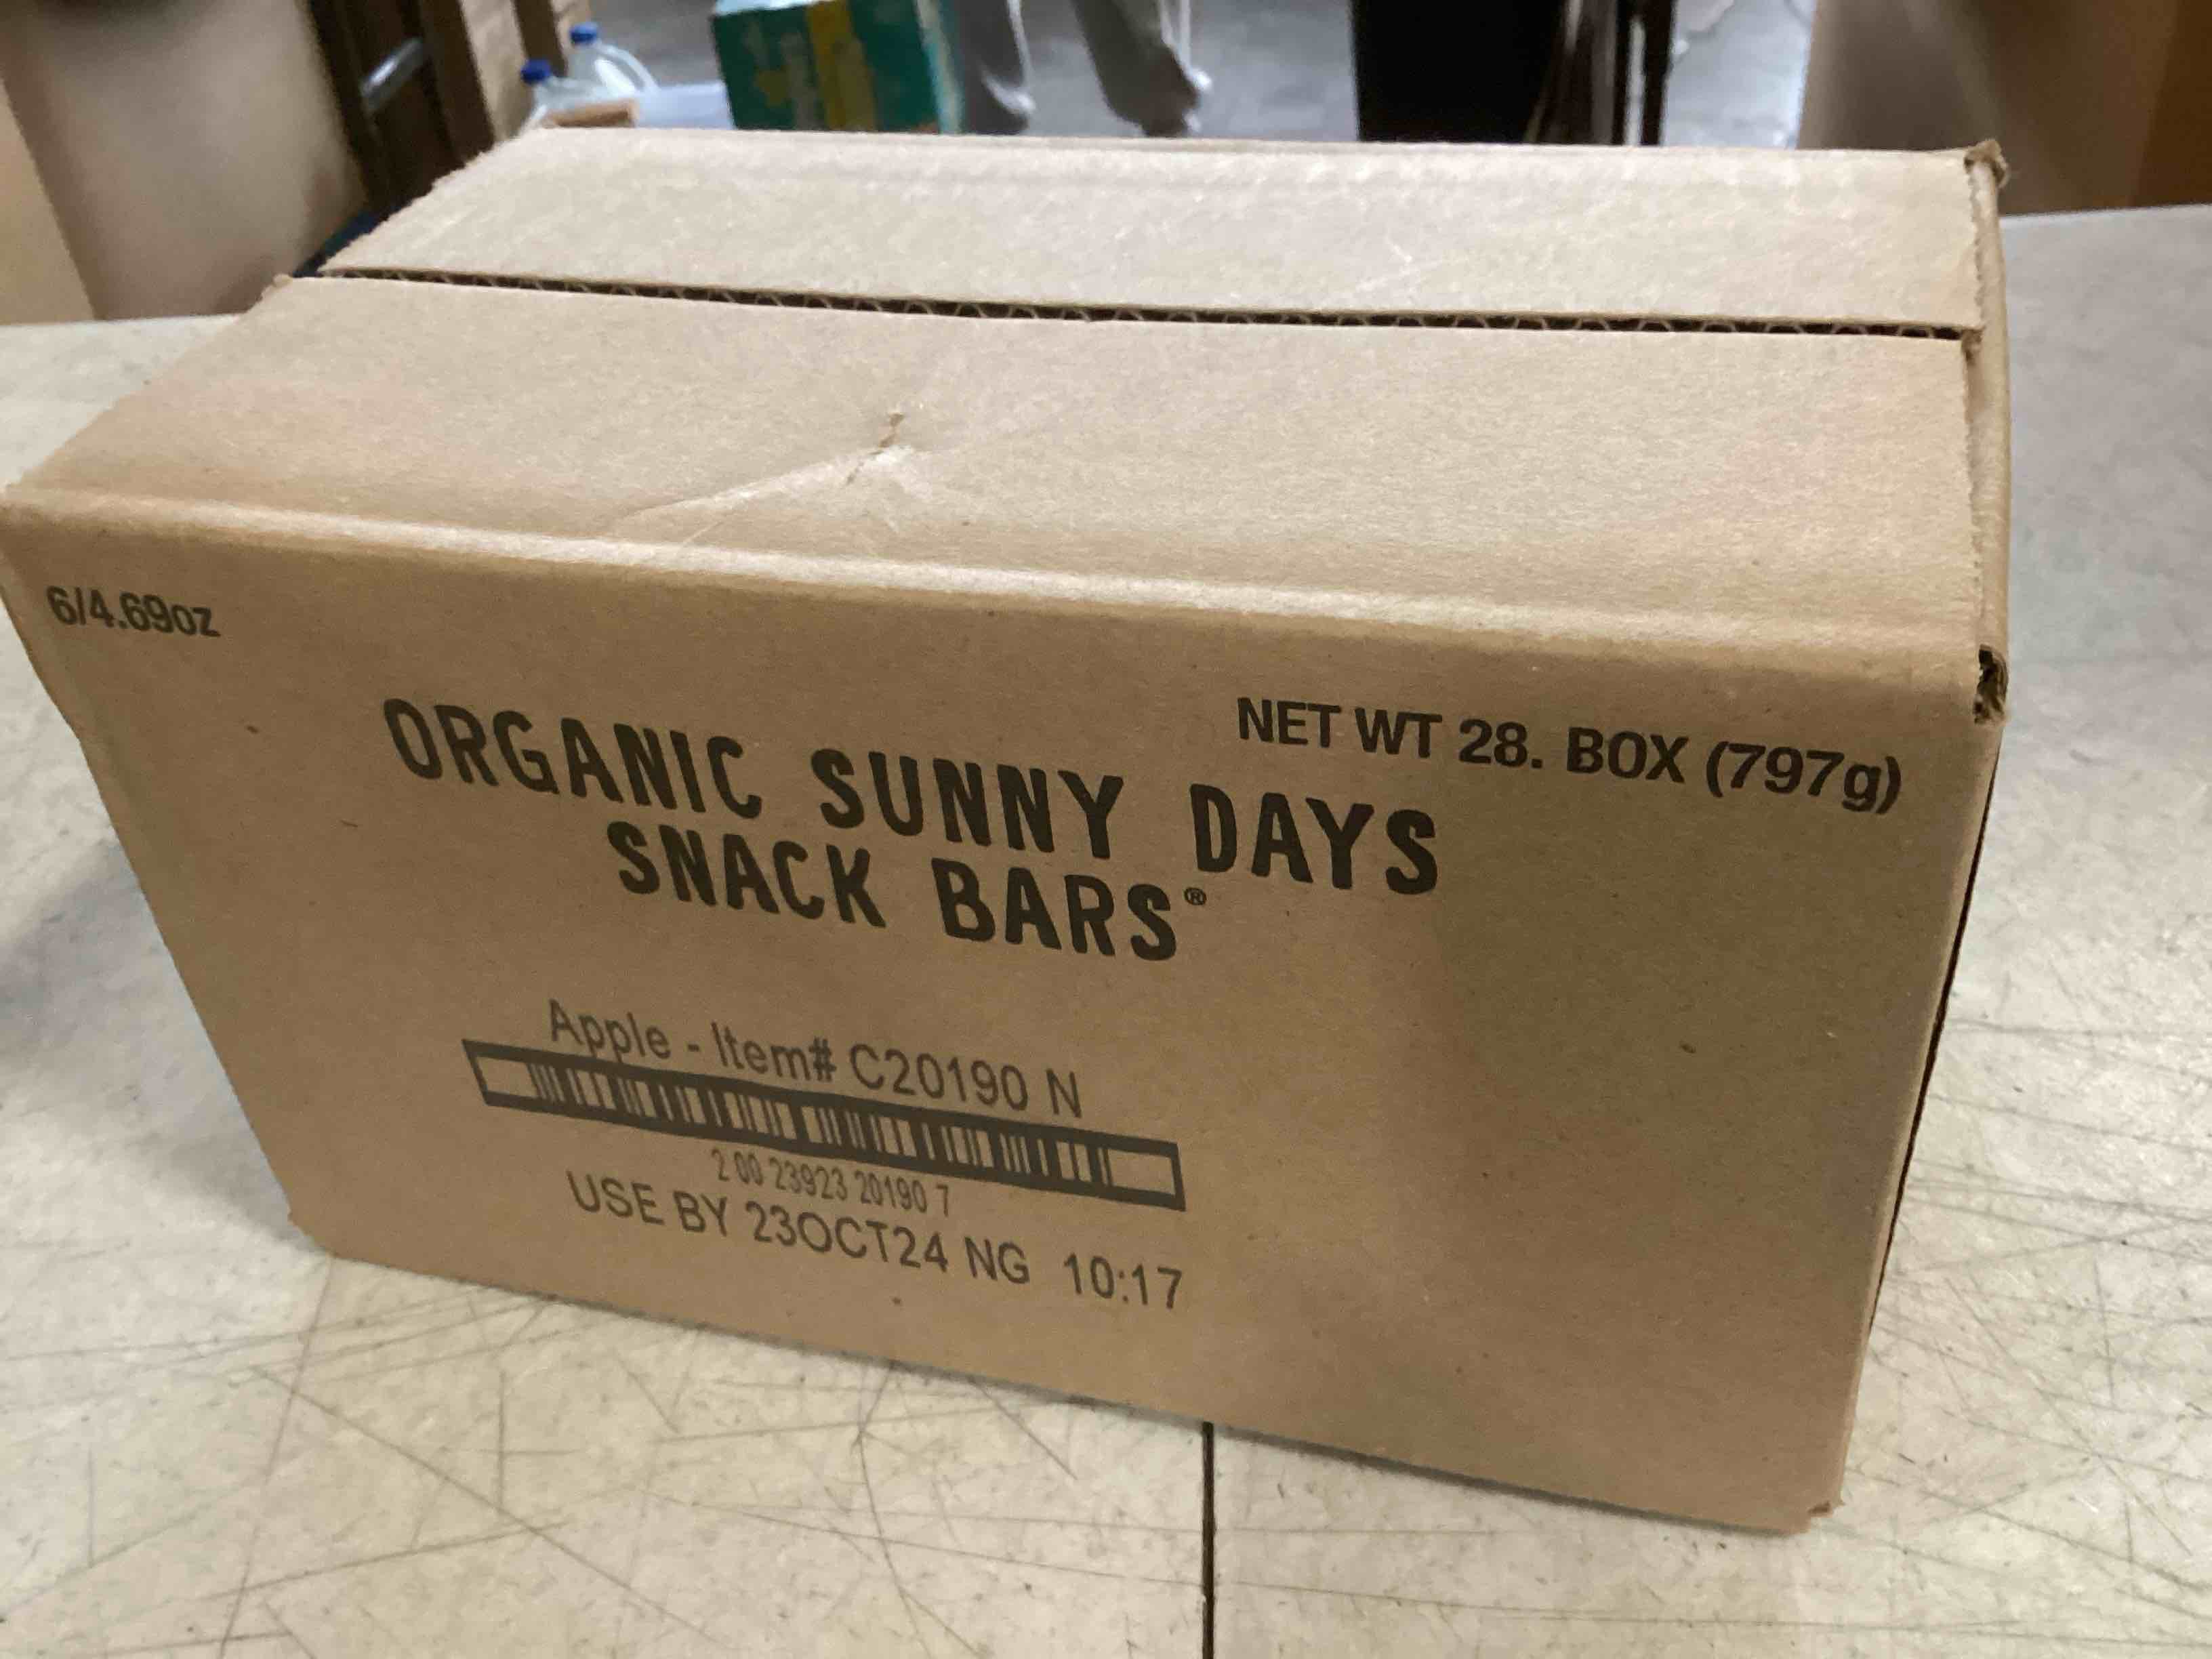 6/4.69oz
NET WT 28. BOX (797g)
ORGANIC SUNNY DAYS
SNACK BARS®
Apple - Item# C20190 N
2 00 23923 20190 7
USE BY 23OCT24 NG 10:17